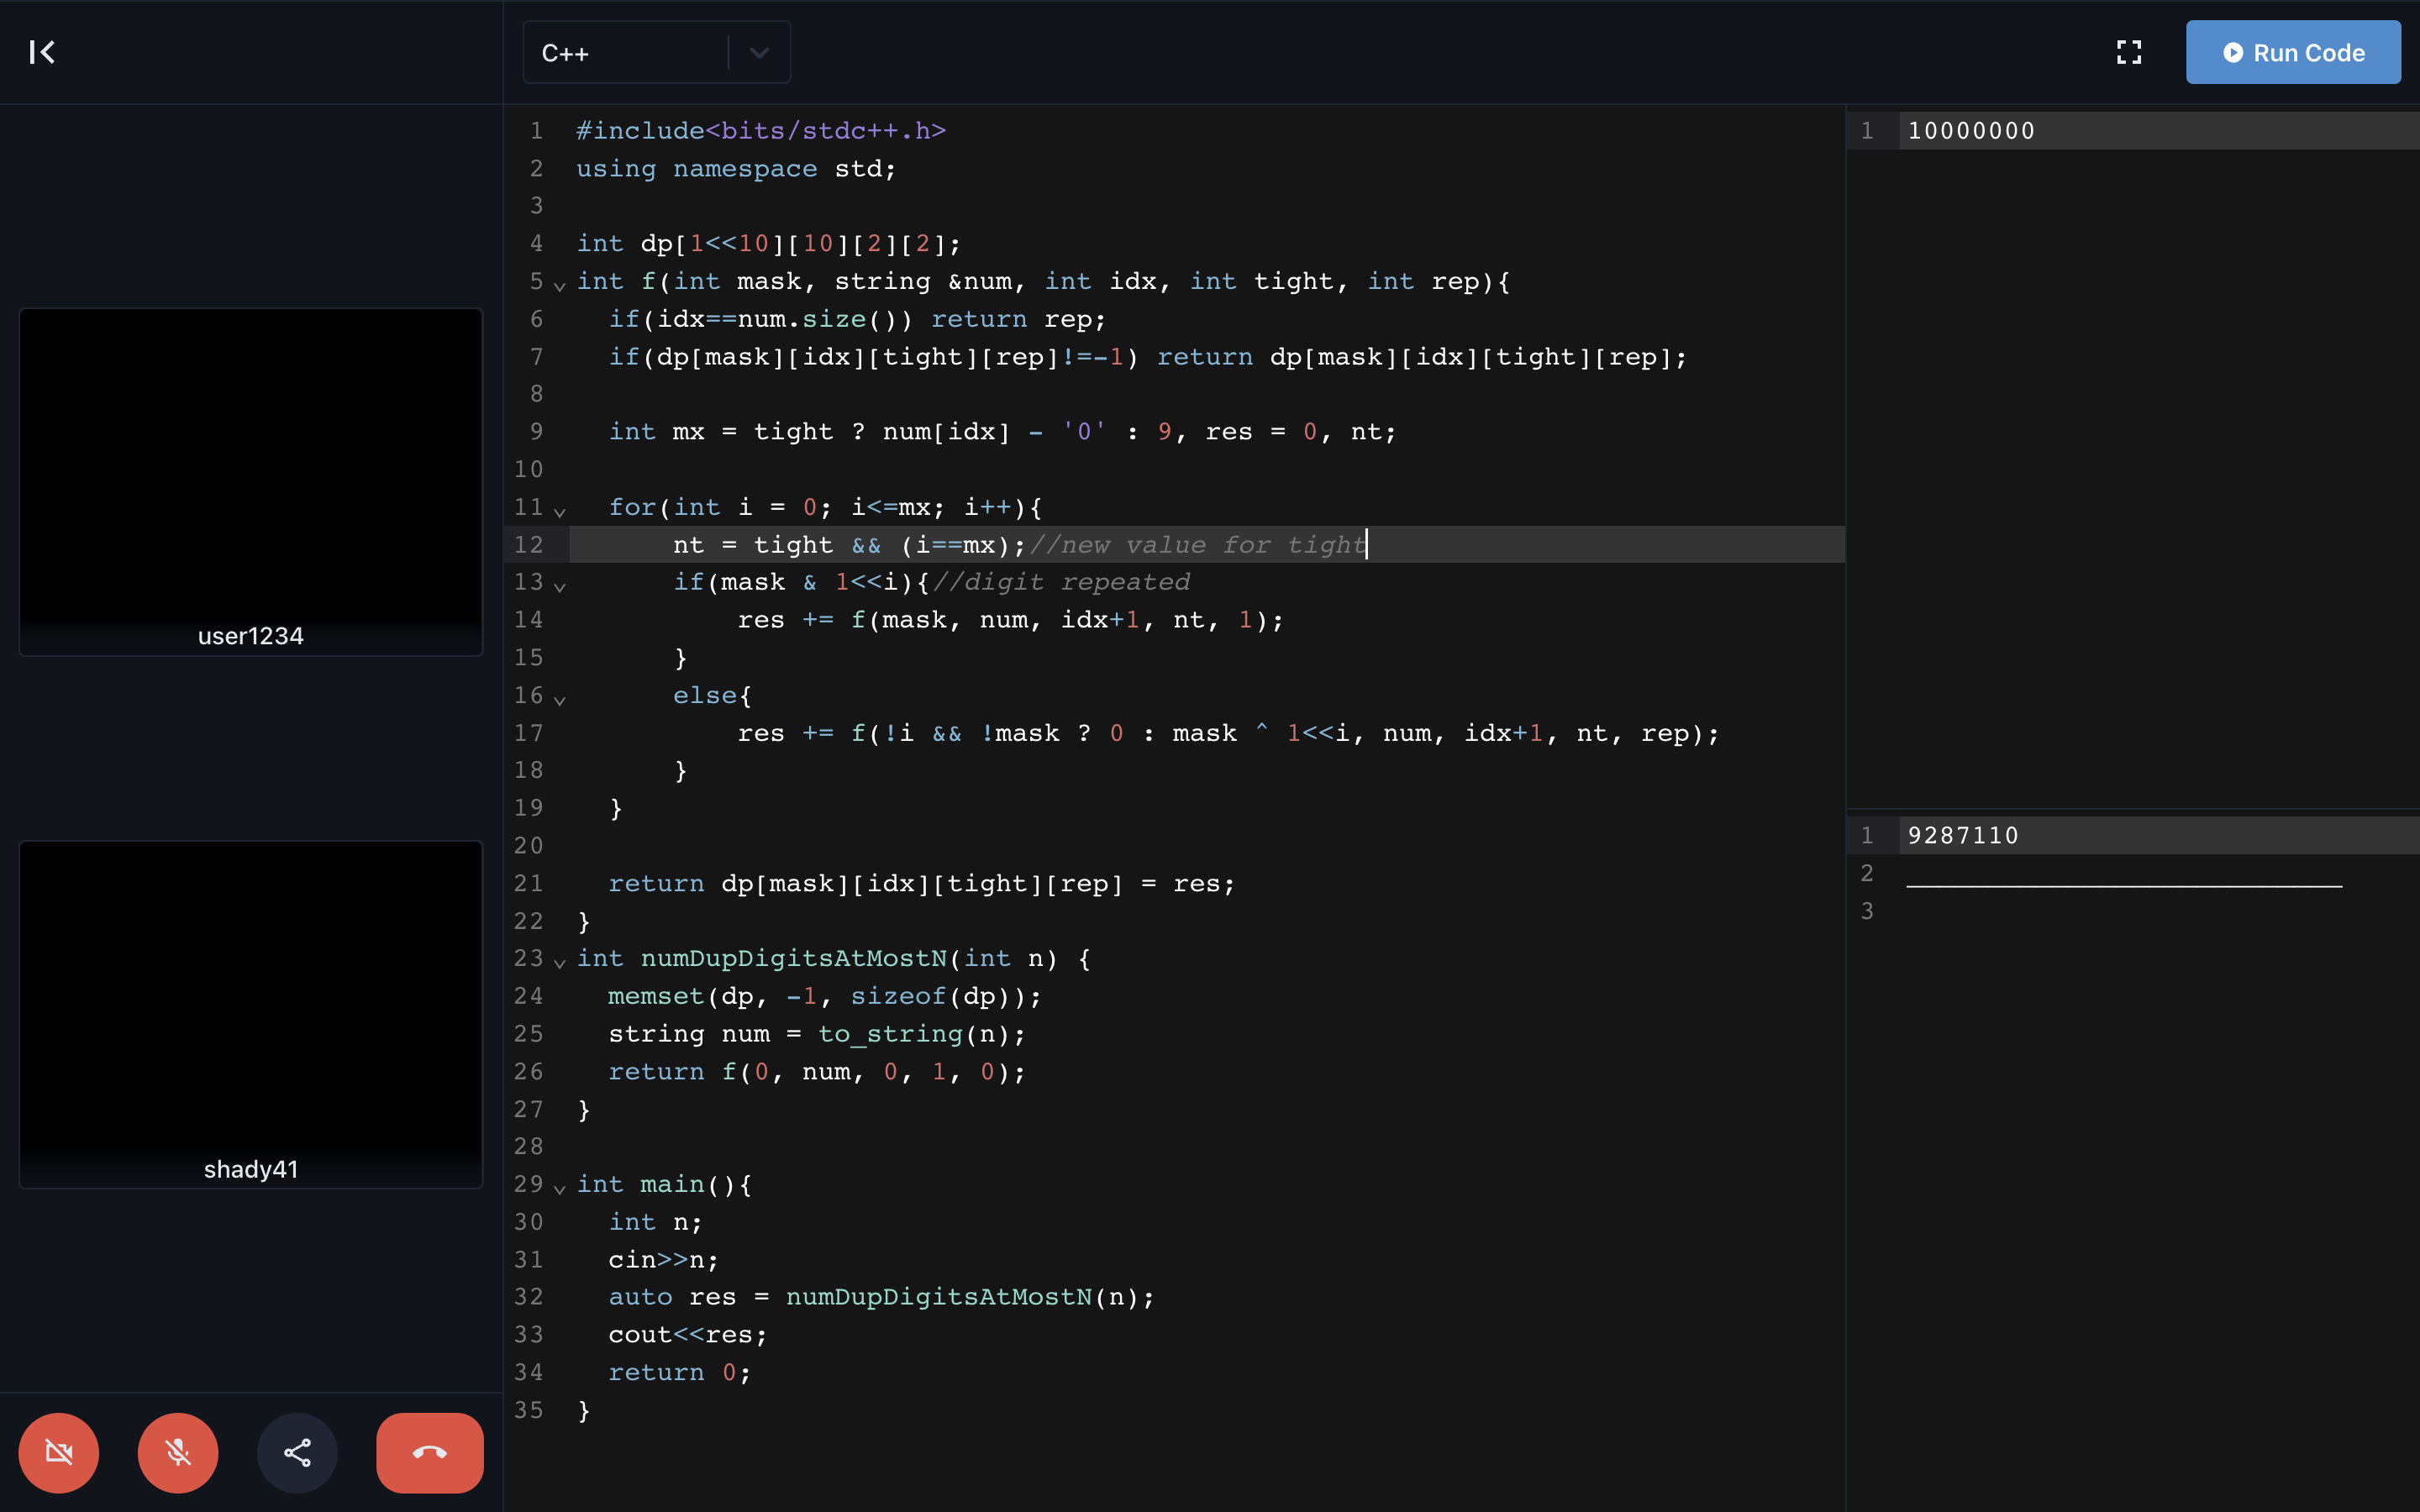 C++
Run Code
user1234
shady41
1 #include<bits/stdc++.h>
2 using namespace std;
3
4 int dp[1<<10][10][2][2];
5 int f(int mask, string &num, int idx, int tight, int rep){
6   if(idx==num.size()) return rep;
7   if(dp[mask][idx][tight][rep]!=-1) return dp[mask][idx][tight][rep];
8
9   int mx = tight ? num[idx] - '0' : 9, res = 0, nt;
10
11   for(int i = 0; i<=mx; i++){
12       nt = tight && (i==mx);//new value for tight
13       if(mask & 1<<i){//digit repeated
14           res += f(mask, num, idx+1, nt, 1);
15       }
16       else{
17           res += f(!i && !mask ? 0 : mask ^ 1<<i, num, idx+1, nt, rep);
18       }
19   }
20
21   return dp[mask][idx][tight][rep] = res;
22 }
23 int numDupDigitsAtMostN(int n) {
24   memset(dp, -1, sizeof(dp));
25   string num = to_string(n);
26   return f(0, num, 0, 1, 0);
27 }
28
29 int main(){
30   int n;
31   cin>>n;
32   auto res = numDupDigitsAtMostN(n);
33   cout<<res;
34   return 0;
35 }
1 10000000
1 9287110
2 ___________________________
3